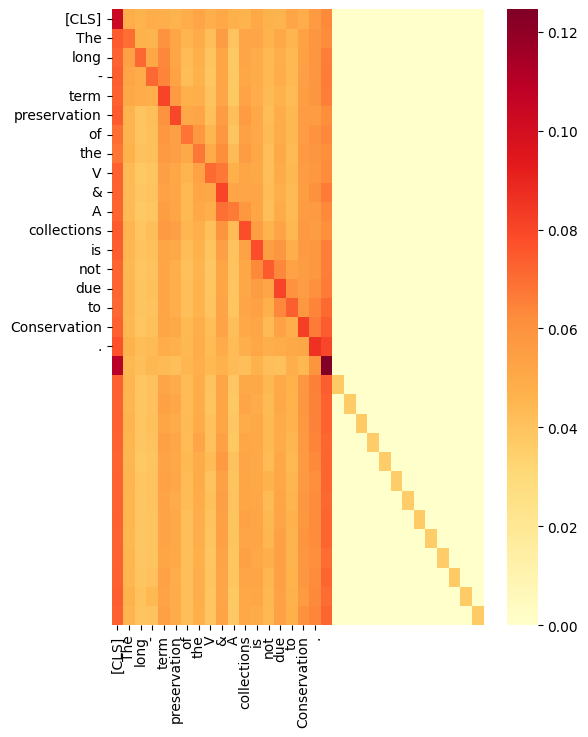 [CLS]
The
long
-
term
preservation
of
the
V
&
A
collections
is
not
due
to
Conservation
.
0.12
0.10
0.08
0.06
0.04
0.02
0.00
[CLS]
The
long
-
term
preservation
of
the
V
&
A
collections
is
not
due
to
Conservation
.